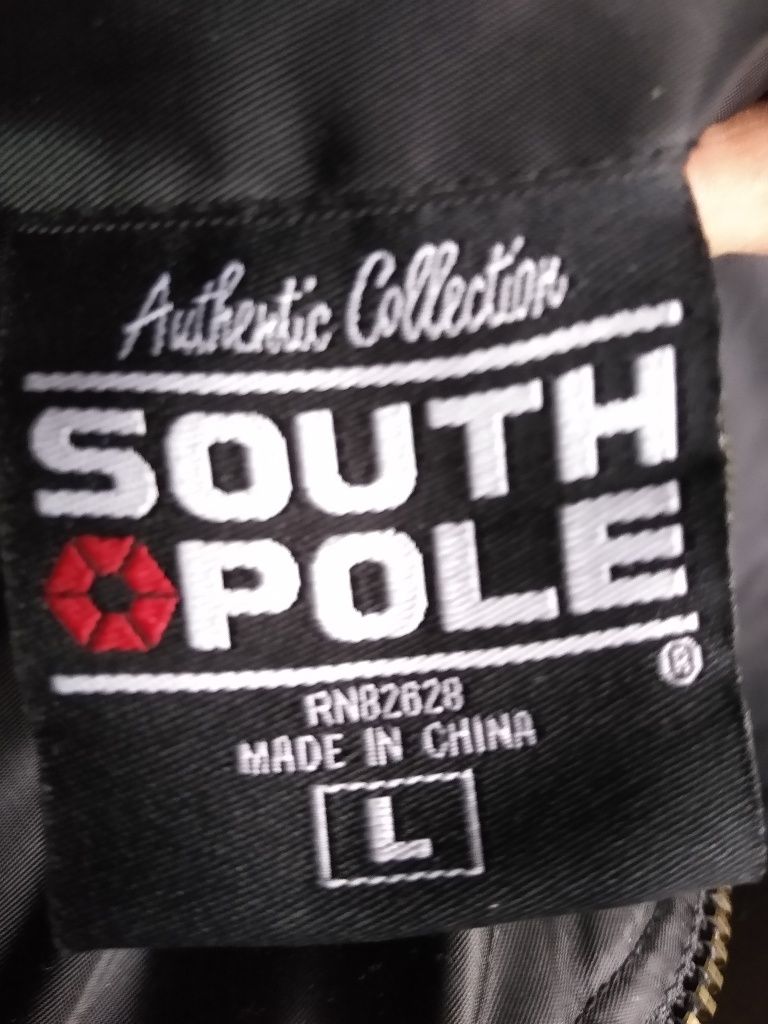 Authentic Collection
SOUTH
POLE
®
RN82628
MADE IN CHINA
L